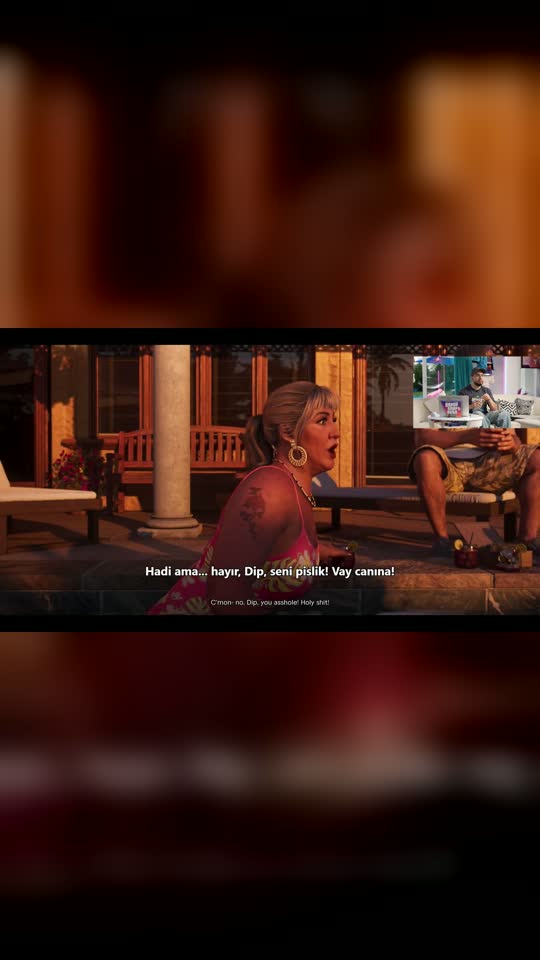 Hadi ama... hayır, Dip, seni pislik! Vay canına!
C'mon- no, Dip, you asshole! Holy shit!